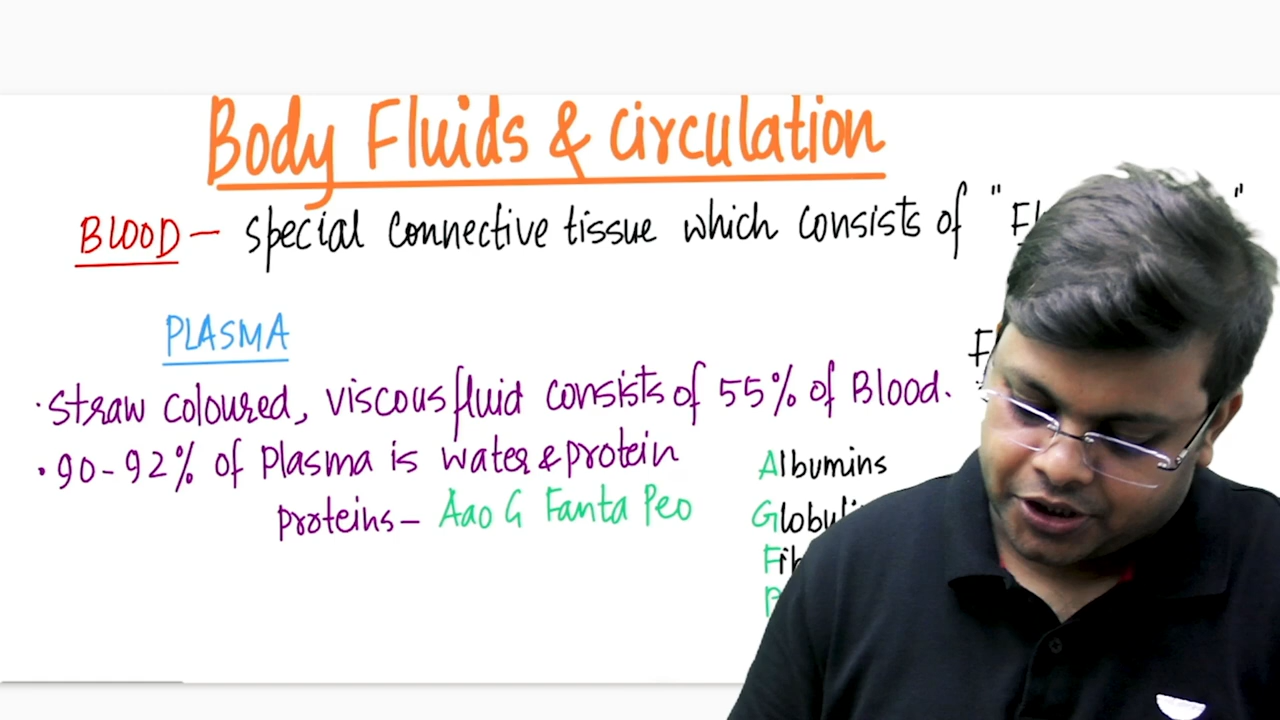 Body Fluids & circulation
BLOOD – special connective tissue which consists of "
PLASMA
• Straw coloured, viscous fluid consists of 55% of Blood.
• 90-92% of Plasma is water & protein
proteins – Aao G Fanta Peo
Albumins